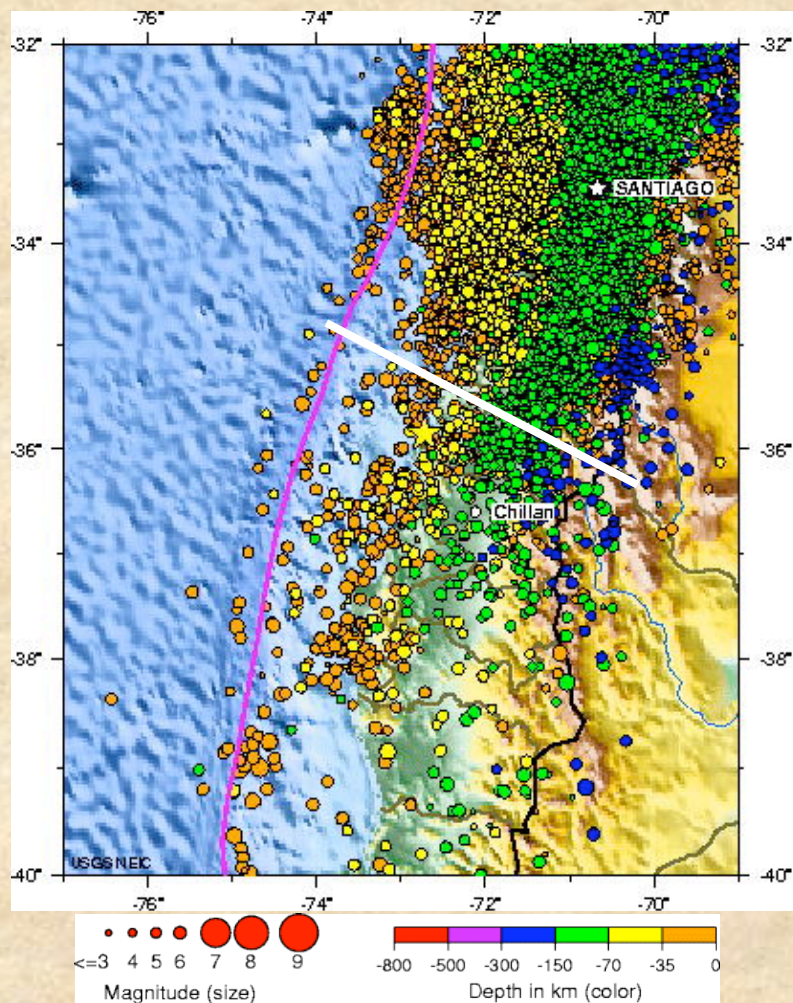 -76° -74° -72° -70°
-32° -32°
SANTIAGO
-34° -34°
-36° -36°
Chillan
-38° -38°
USGS NEIC
-40° -40°
-76° -74° -72° -70°
<=3 4 5 6 7 8 9
-800 -500 -300 -150 -70 -35 0
Magnitude (size) Depth in km (color)